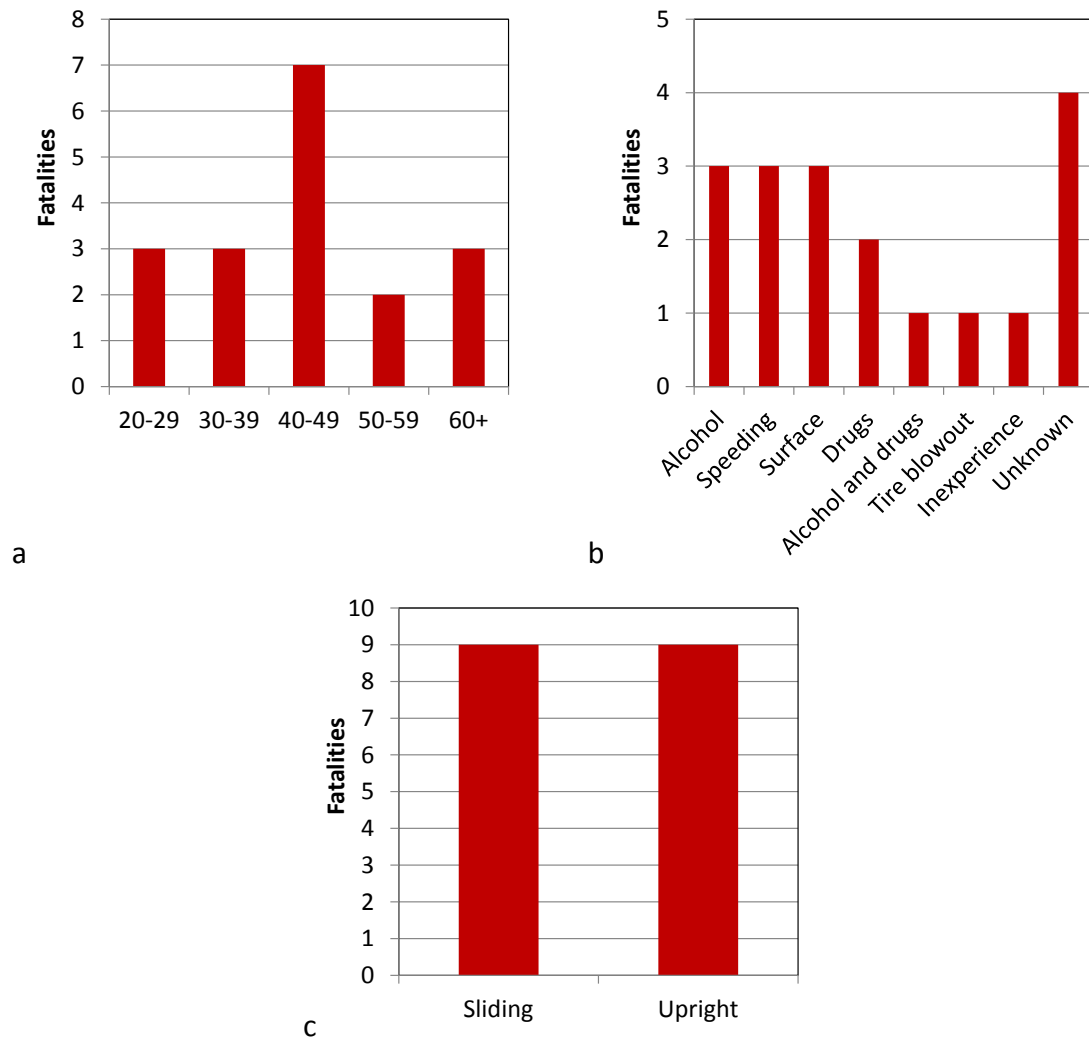 Fatalities
8
7
6
5
4
3
2
1
0
20-29 30-39 40-49 50-59 60+
a
Fatalities
5
4
3
2
1
0
Alcohol
Speeding
Surface
Drugs
Alcohol and drugs
Tire blowout
Inexperience
Unknown
b
Fatalities
10
9
8
7
6
5
4
3
2
1
0
Sliding Upright
c